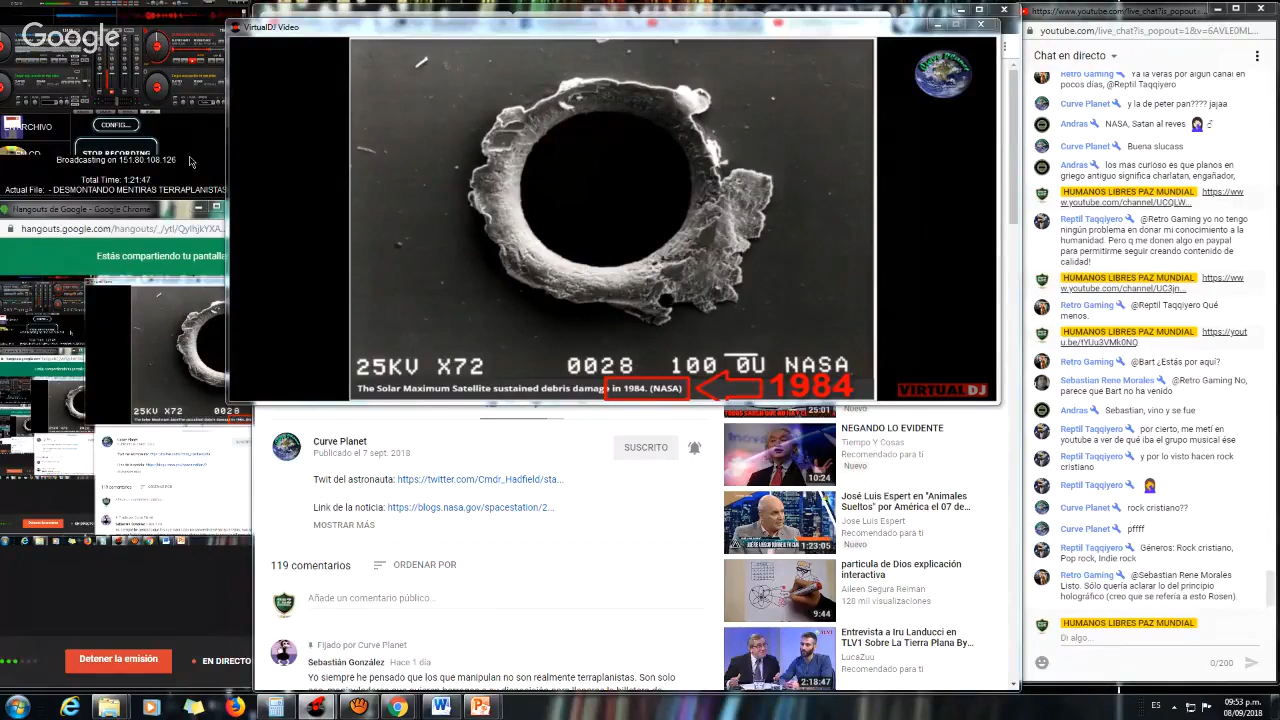 Google
VirtualDJ Video
https://www.youtube.com/live_chat?is_popout
youtube.com/live_chat?is_popout=1&v=6AVLE0ML...
ARCHIVO
CONFIG...
STOP RECORDING
Broadcasting on 151.80.108.126
Total Time: 1:21:47
Actual File: - DESMONTANDO MENTIRA TERRAPLANISTAS
Hangouts de Google - Google Chrome
hangouts.google.com/hangouts/_/ytl/QyIhjkYXA...
Estás compartiendo tu pantalla
Curve Planet
25KV X72 0028 100 0U NASA
The Solar Maximum Satellite sustained debris damage in 1984. (NASA)
1984
VIRTUALDJ
Curve Planet
Publicado el 7 sept. 2018
SUSCRITO
Twit del astronauta: https://twitter.com/Cmdr_Hadfield/sta...
Link de la noticia: https://blogs.nasa.gov/spacestation/2...
MOSTRAR MÁS
119 comentarios
ORDENAR POR
Añade un comentario público...
Fijado por Curve Planet
Sebastián González Hace 1 día
Yo siempre he pensado que los que manipulan no son realmente terraplanistas. Son solo
25:01
Nuevo
NEGANDO LO EVIDENTE
Tiempo Y Cosas
Recomendado para ti
Nuevo
10:24
José Luis Espert en "Animales
Sueltos" por América el 07 de...
Jose Luis Espert
Recomendado para ti
Nuevo
1:23:05
particula de Dios explicación
interactiva
Aileen Segura Reiman
128 mil visualizaciones
9:44
Entrevista a Iru Landucci en
TLV1 Sobre La Tierra Plana By...
LucaZuu
Recomendado para ti
2:18:47
Chat en directo
Retro Gaming Ya la veras por algun canal en
pocos días, @Reptil Taqqiyero
Curve Planet y la de peter pan???? jajaa
Andras NASA, Satan al reves
Curve Planet Buena slucass
Andras los mas curioso es que planos en
griego antiguo significa charlatan, engañador,
HUMANOS LIBRES PAZ MUNDIAL https://ww
w.youtube.com/channel/UCQLW...
Reptil Taqqiyero @Retro Gaming yo no tengo
ningún problema en donar mi conocimiento a la
humanidad. Pero q me donen algo en paypal
para permitirme seguir creando contenido de
calidad!
HUMANOS LIBRES PAZ MUNDIAL https://ww
w.youtube.com/channel/UC3jn...
Retro Gaming @Reptil Taqqiyero Qué
menos.
HUMANOS LIBRES PAZ MUNDIAL https://yout
u.be/fYUu3VMk0NQ
Retro Gaming @Bart ¿Estás por aquí?
Sebastian Rene Morales @Retro Gaming No,
parece que Bart no ha venido
Andras Sebastian, vino y se fue
Reptil Taqqiyero por cierto, me metí en
youtube a ver de qué iba el grupo musical ése
Reptil Taqqiyero y por lo visto hacen rock
cristiano
Reptil Taqqiyero
Curve Planet rock cristiano??
Curve Planet pffff
Reptil Taqqiyero Géneros: Rock cristiano,
Pop rock, Indie rock
Retro Gaming @Sebastian Rene Morales
Listo. Sólo quería aclarar lo del principio
holográfico (creo que se referia a esto Rosen).
HUMANOS LIBRES PAZ MUNDIAL
Di algo...
0/200
Detener la emisión
EN DIRECTO
ES
09:53 p.m.
08/09/2018